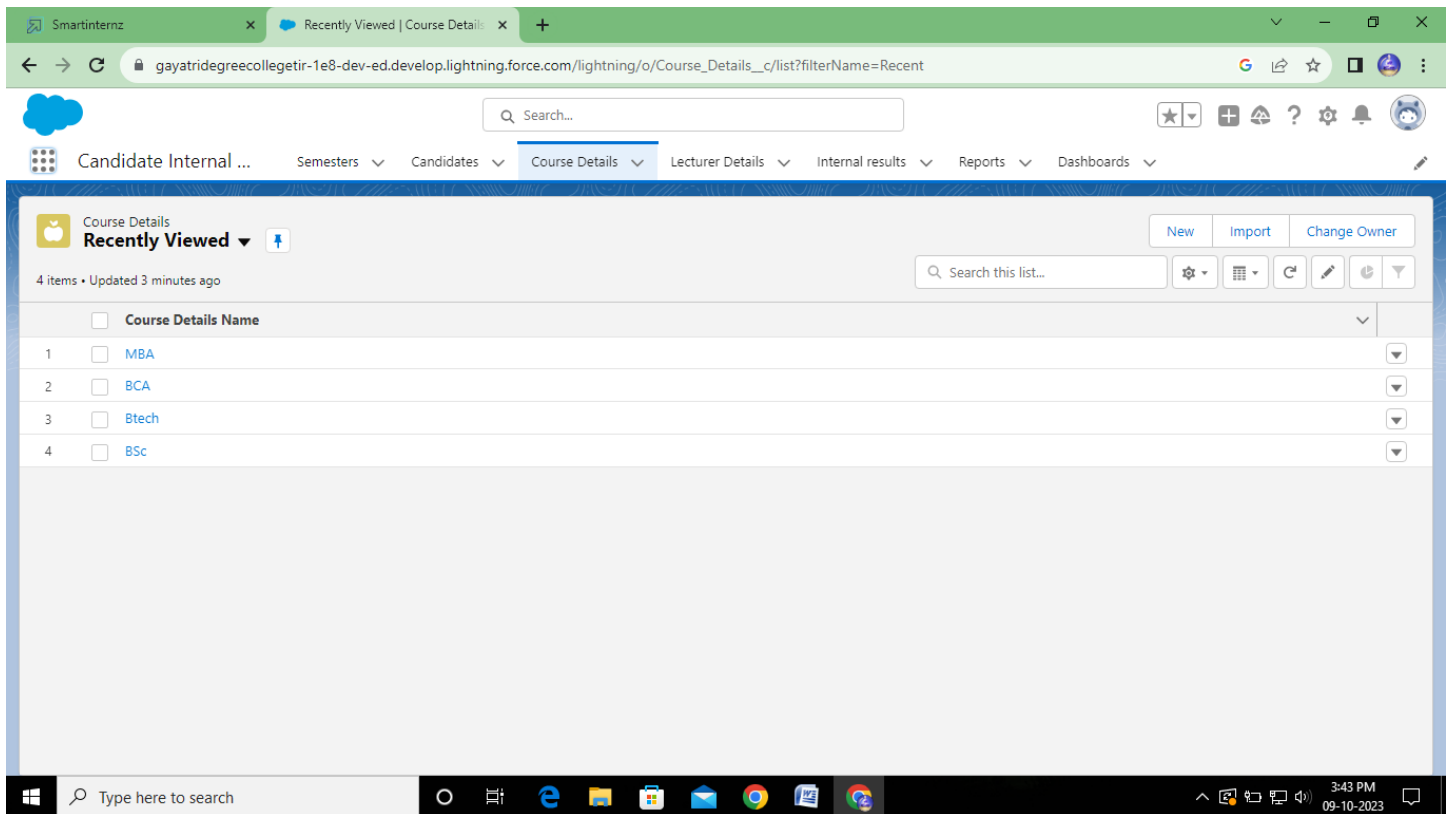 Smartinternz
Recently Viewed | Course Details
gayatridegreecollegetir-1e8-dev-ed.develop.lightning.force.com/lightning/o/Course_Details__c/list?filterName=Recent
Search...
Candidate Internal ... Semesters Candidates Course Details Lecturer Details Internal results Reports Dashboards
Course Details
Recently Viewed
New Import Change Owner
4 items • Updated 3 minutes ago
Search this list...
Course Details Name
1 MBA
2 BCA
3 Btech
4 BSc
Type here to search
3:43 PM
09-10-2023